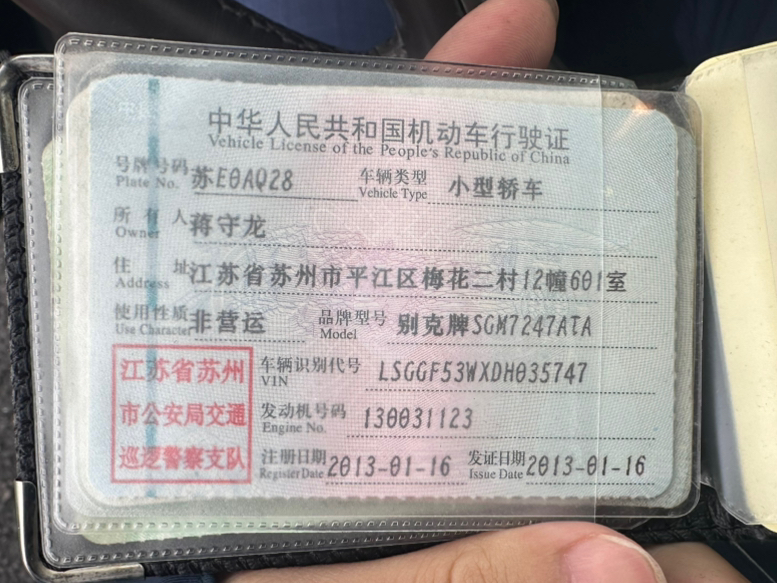 中华人民共和国机动车行驶证
Vehicle License of the People's Republic of China
号牌号码 苏E0AQ28 车辆类型 小型轿车
Plate No. Vehicle Type
所有人 蒋守龙
Owner
住址 江苏省苏州市平江区梅花二村12幢601室
Address
使用性质 非营运 品牌型号 别克牌SGM7247ATA
Use Character Model
江苏省苏州
市公安局交通
巡逻警察支队
车辆识别代号 LSGGF53WXDH035747
VIN
发动机号码 130031123
Engine No.
注册日期 2013-01-16 发证日期 2013-01-16
Register Date Issue Date